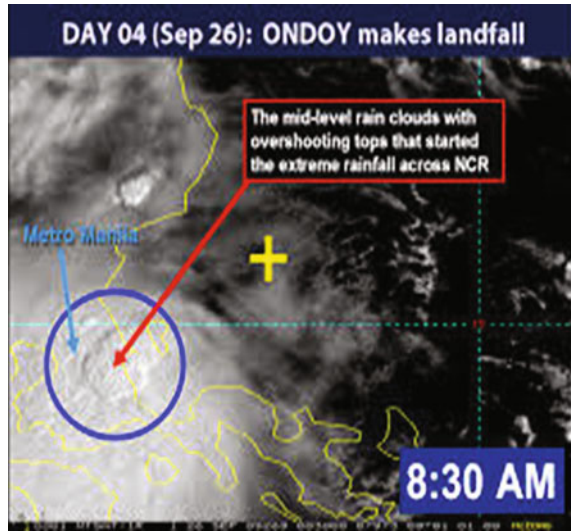 DAY 04 (Sep 26): ONDOY makes landfall
The mid-level rain clouds with
overshooting tops that started
the extreme rainfall across NCR
Metro Manila
8:30 AM